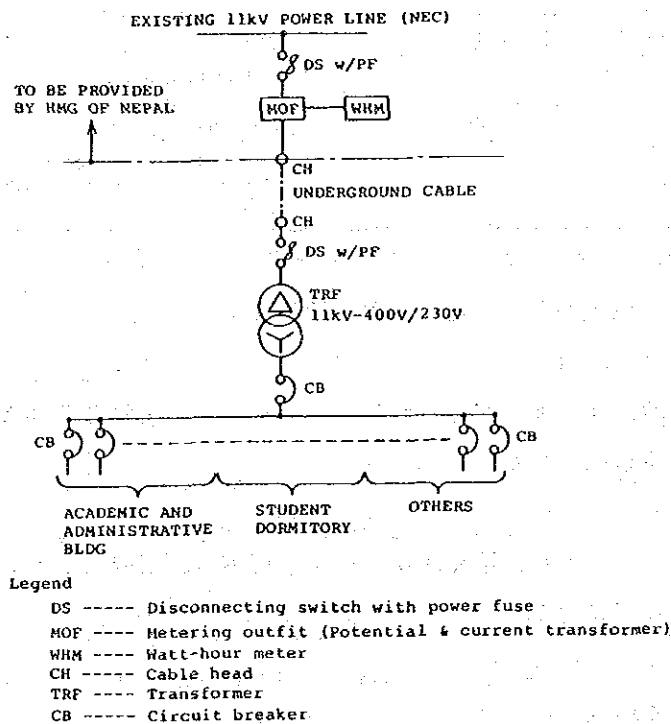 EXISTING 11kV POWER LINE (NEC)
DS w/PF
TO BE PROVIDED
BY HMG OF NEPAL
MOF
WHM
CH
UNDERGROUND CABLE
CH
DS w/PF
TRF
11kV-400V/230V
CB
CB
CB
ACADEMIC AND
ADMINISTRATIVE
BLDG
STUDENT
DORMITORY
OTHERS
Legend
DS ----- Disconnecting switch with power fuse
MOF ---- Metering outfit (Potential & current transformer)
WHM ---- Watt-hour meter
CH ----- Cable head
TRF ---- Transformer
CB ----- Circuit breaker